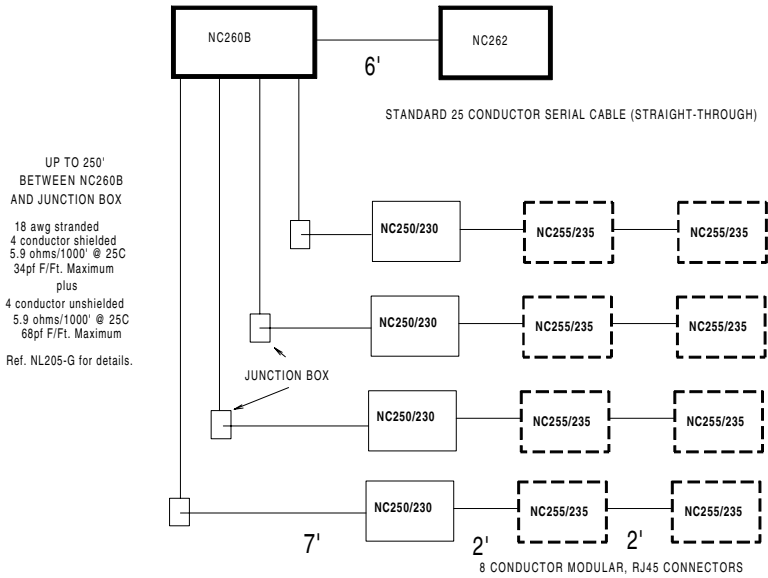 NC260B
NC262
6'
STANDARD 25 CONDUCTOR SERIAL CABLE (STRAIGHT-THROUGH)
UP TO 250'
BETWEEN NC260B
AND JUNCTION BOX
18 awg stranded
4 conductor shielded
5.9 ohms/1000' @ 25C
34pf F/Ft. Maximum
plus
4 conductor unshielded
5.9 ohms/1000' @ 25C
68pf F/Ft. Maximum
Ref. NL205-G for details.
NC250/230
NC255/235
NC255/235
NC250/230
NC255/235
NC255/235
JUNCTION BOX
NC250/230
NC255/235
NC255/235
NC250/230
NC255/235
NC255/235
7'
2'
2'
8 CONDUCTOR MODULAR, RJ45 CONNECTORS